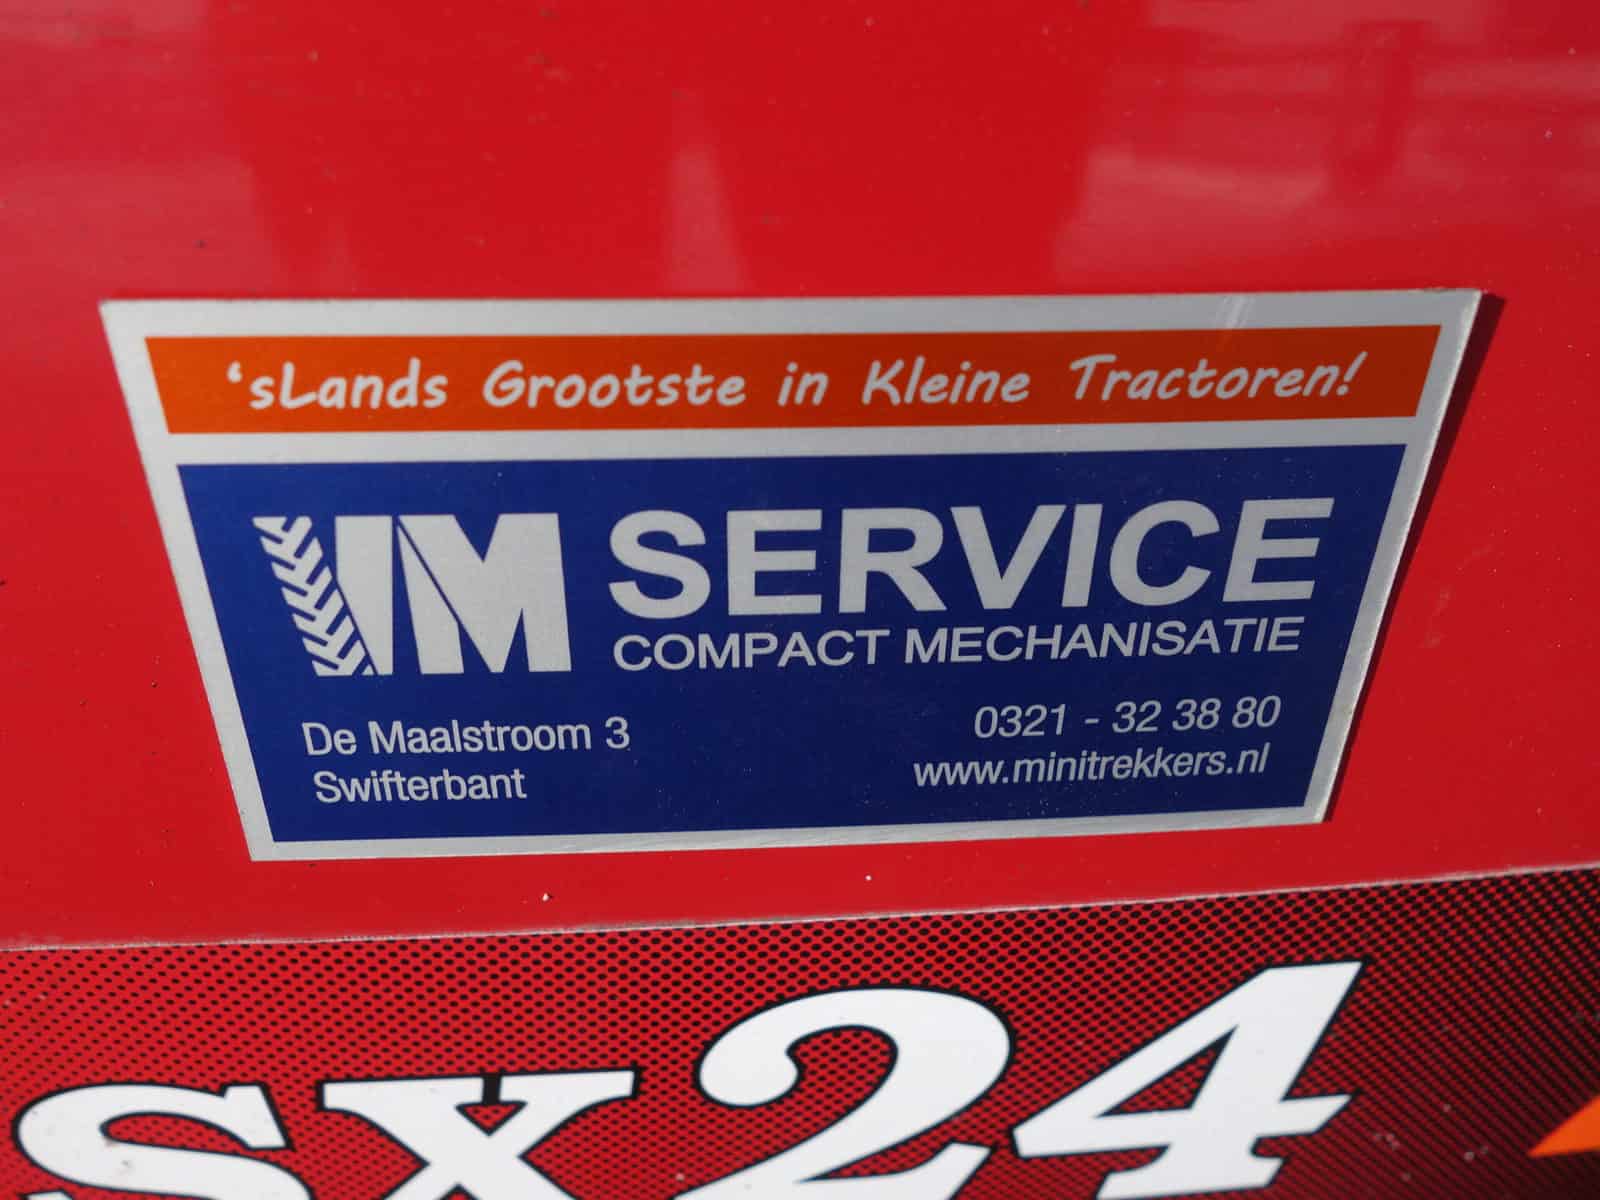 'sLands Grootste in Kleine Tractoren!
IM SERVICE
COMPACT MECHANISATIE
De Maalstroom 3
Swifterbant
0321 - 32 38 80
www.minitrekkers.nl
SX24